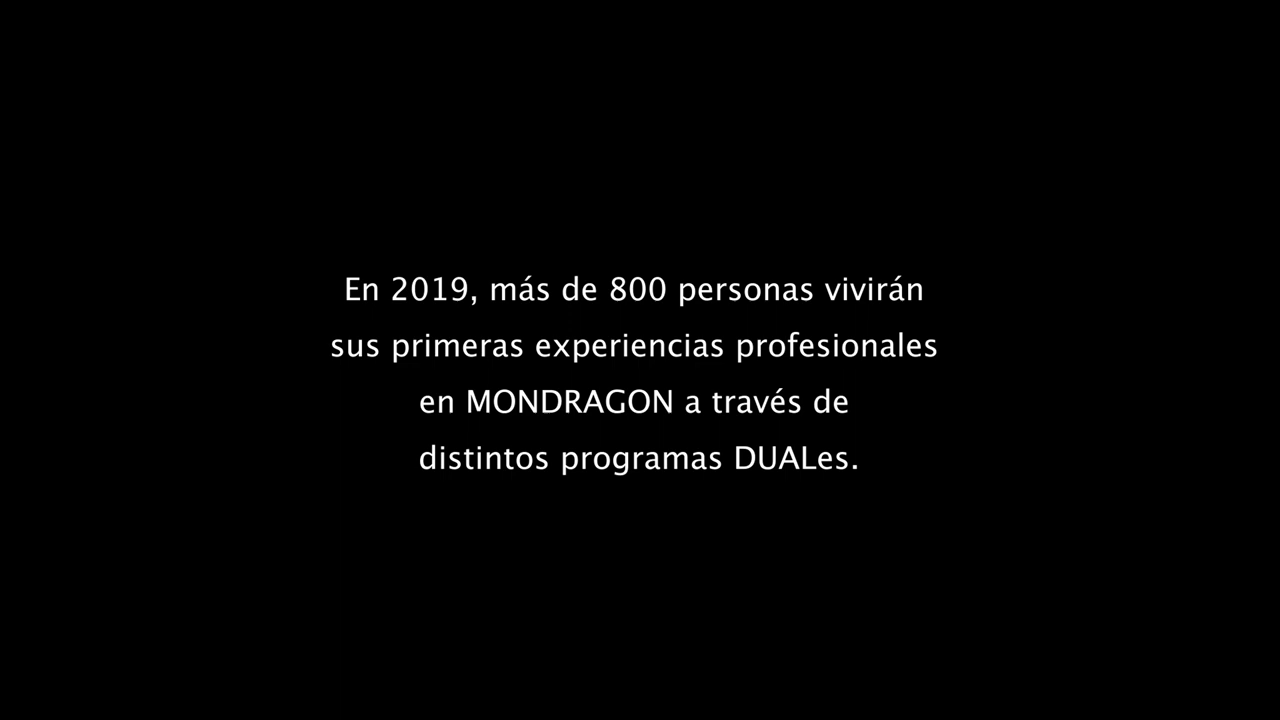 En 2019, más de 800 personas vivirán
sus primeras experiencias profesionales
en MONDRAGON a través de
distintos programas DUALes.